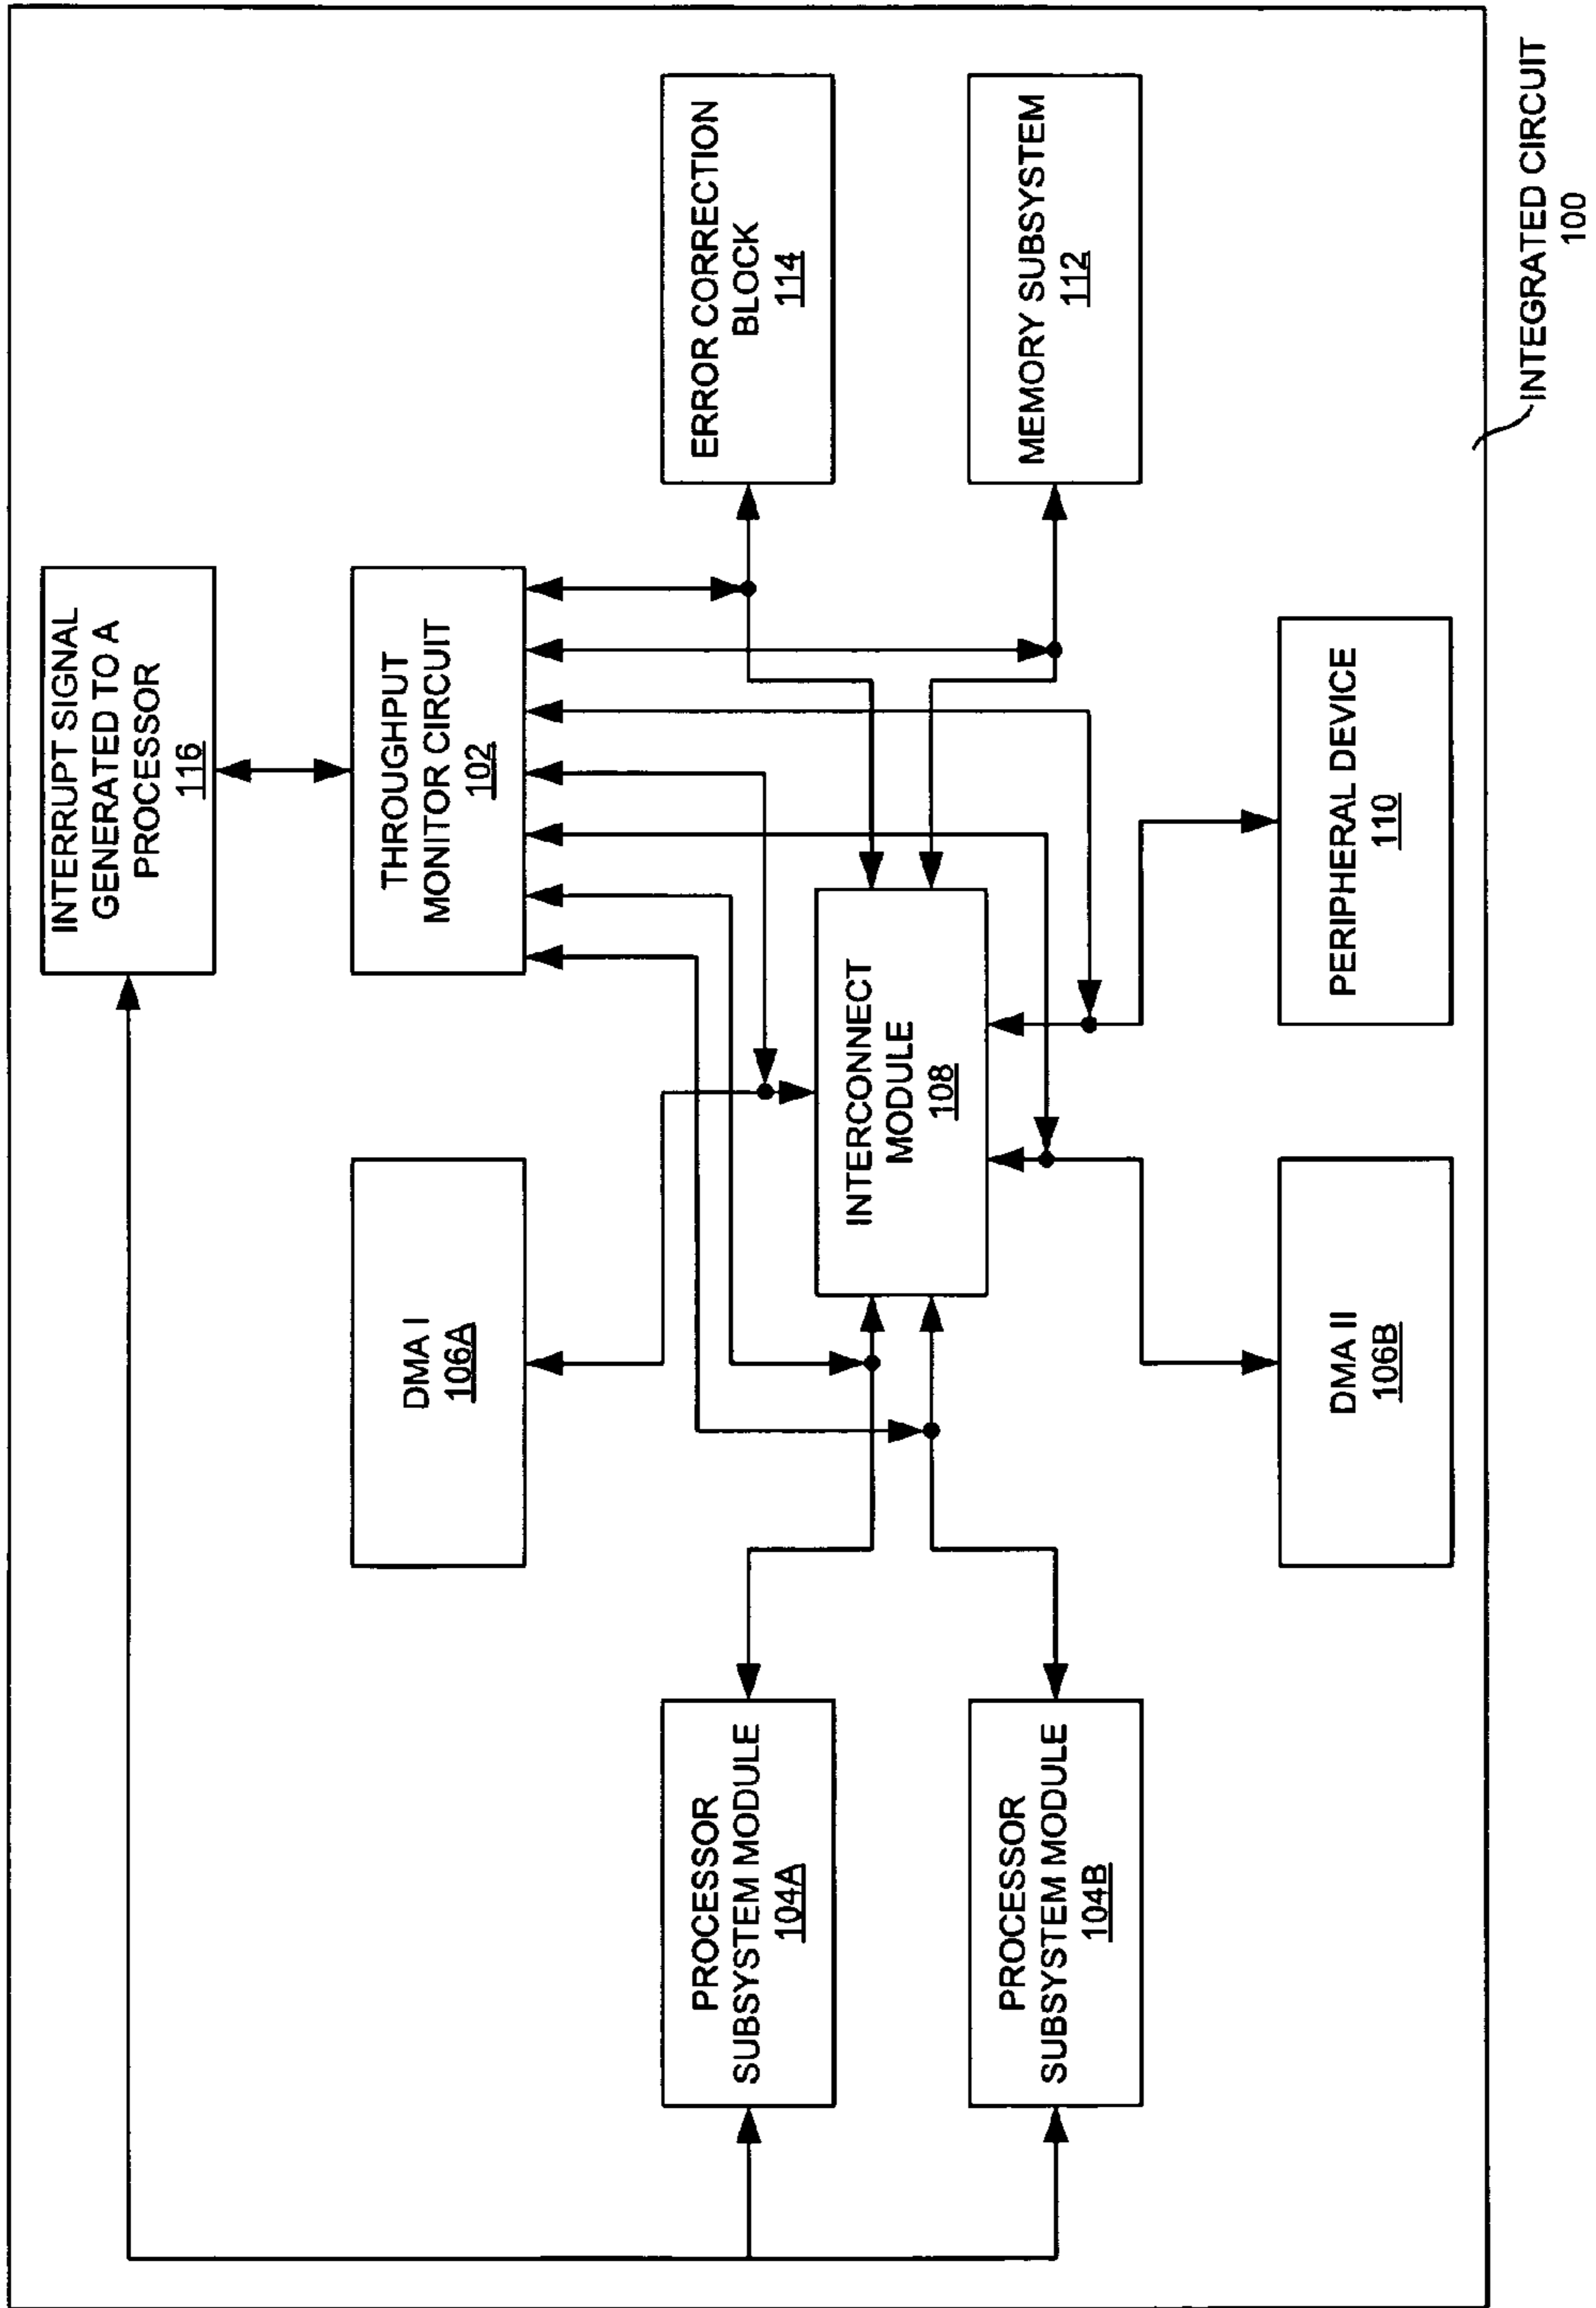 INTERRUPT SIGNAL
GENERATED TO A
PROCESSOR
116
DMA I
106A
THROUGHPUT
MONITOR CIRCUIT
102
PROCESSOR
SUBSYSTEM MODULE
104A
ERROR CORRECTION
BLOCK
114
INTERCONNECT
MODULE
108
PROCESSOR
SUBSYSTEM MODULE
104B
MEMORY SUBSYSTEM
112
DMA II
106B
PERIPHERAL DEVICE
110
INTEGRATED CIRCUIT
100